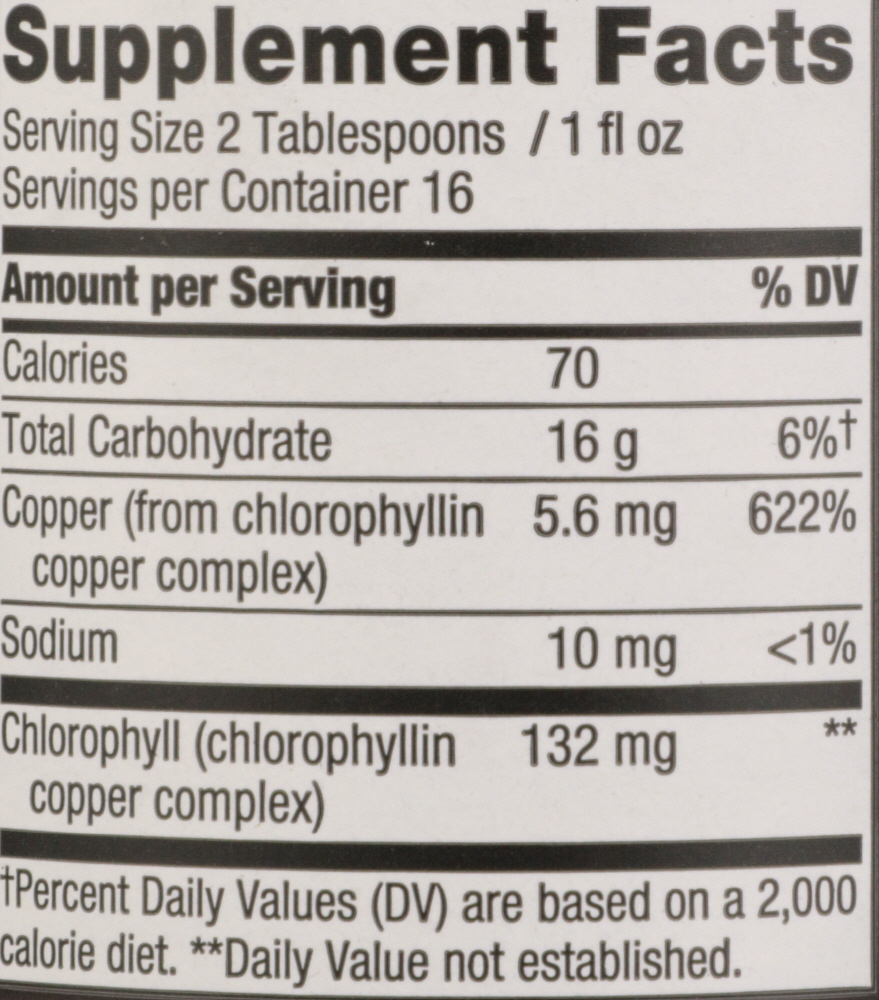 Supplement Facts
Serving Size 2 Tablespoons / 1 fl oz
Servings per Container 16
Amount per Serving % DV
Calories 70
Total Carbohydrate 16 g 6%†
Copper (from chlorophyllin 5.6 mg 622%
copper complex)
Sodium 10 mg <1%
Chlorophyll (chlorophyllin 132 mg **
copper complex)
†Percent Daily Values (DV) are based on a 2,000
calorie diet. **Daily Value not established.